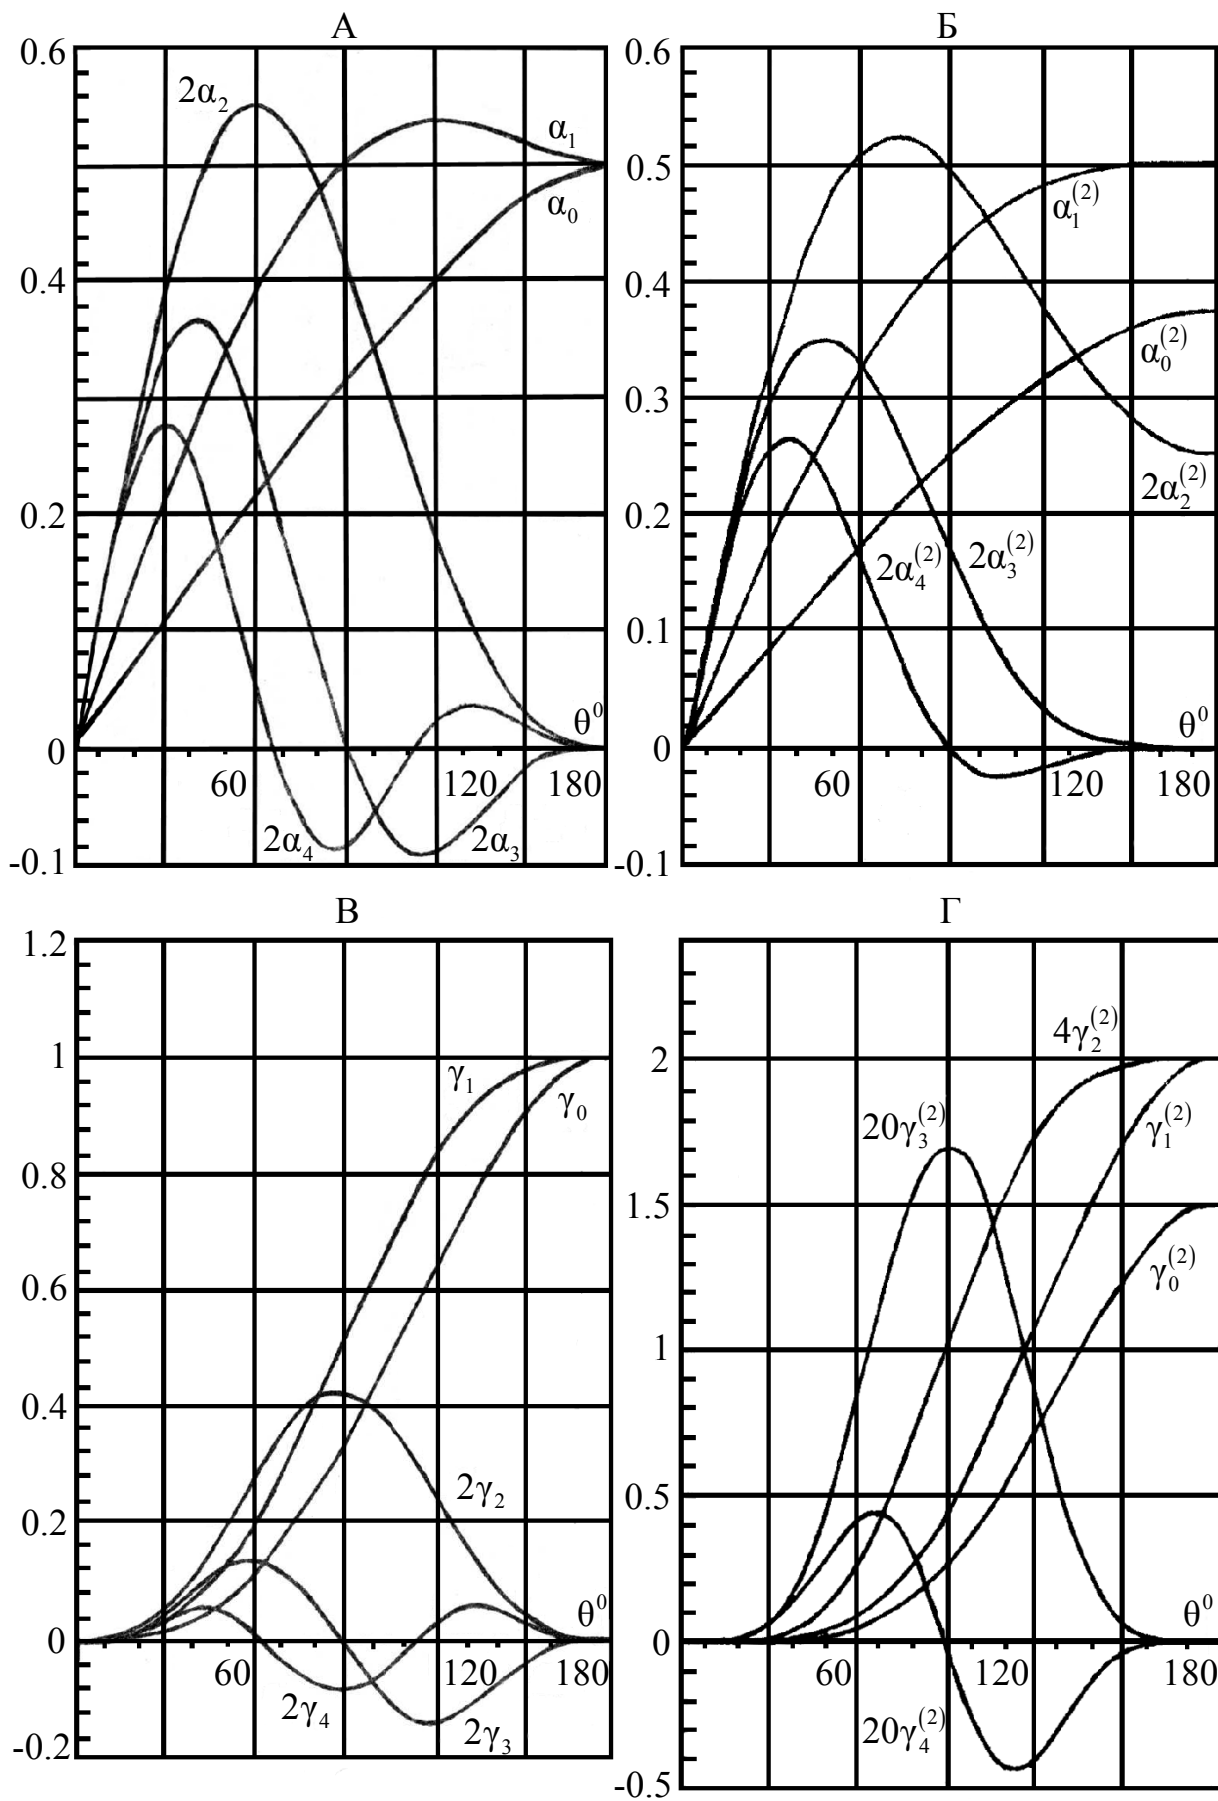 А
0.6
2α₂
α₁
α₀
0.4
0.2
0
θ⁰
60
120
180
2α₄
2α₃
-0.1
Б
0.6
0.5
α₁⁽²⁾
0.4
α₀⁽²⁾
0.3
2α₂⁽²⁾
0.2
2α₄⁽²⁾
2α₃⁽²⁾
0.1
θ⁰
0
60
120
180
-0.1
В
1.2
1
γ₁
γ₀
0.8
0.6
0.4
2γ₂
0.2
θ⁰
0
60
120
180
2γ₄
2γ₃
-0.2
Г
4γ₂⁽²⁾
2
20γ₃⁽²⁾
γ₁⁽²⁾
1.5
γ₀⁽²⁾
1
0.5
θ⁰
0
60
120
180
20γ₄⁽²⁾
-0.5